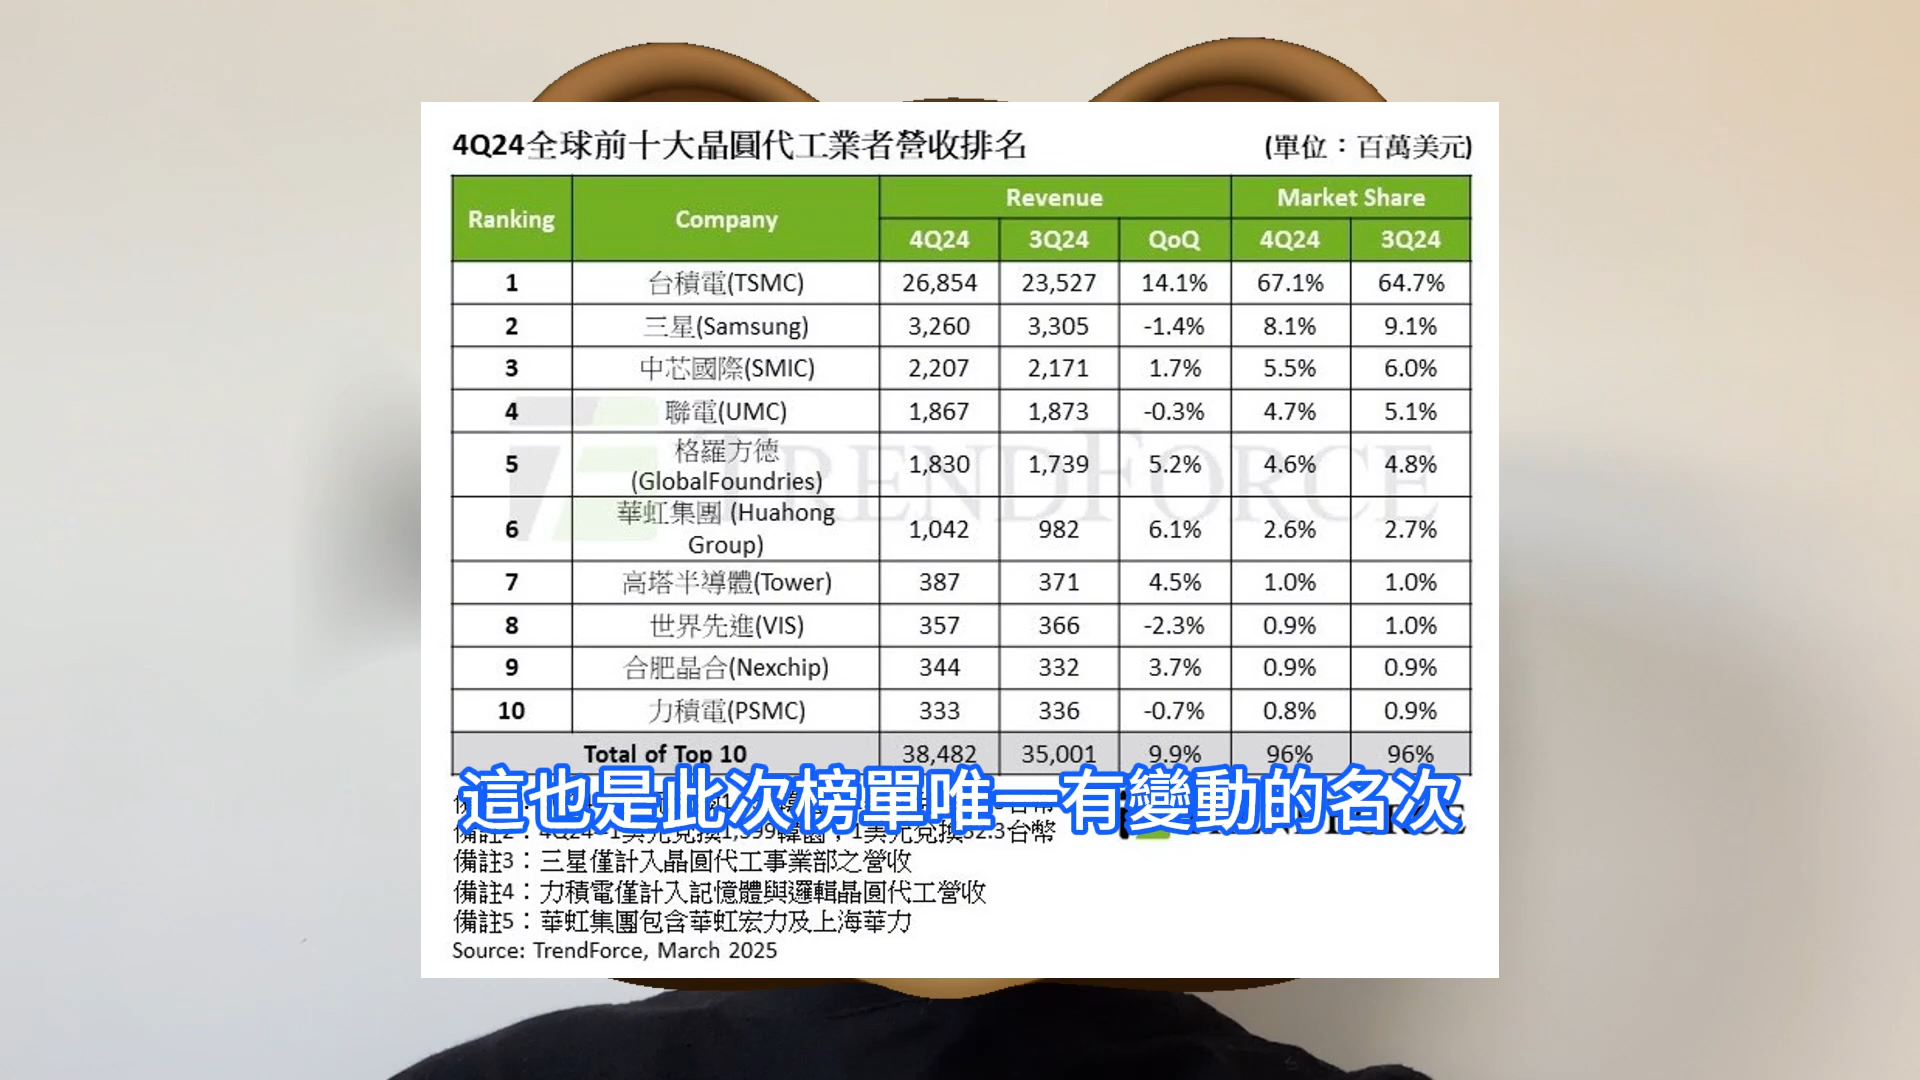 4Q24全球前十大晶圓代工業者營收排名 (單位：百萬美元)
Ranking Company Revenue Market Share
4Q24 3Q24 QoQ 4Q24 3Q24
1 台積電(TSMC) 26,854 23,527 14.1% 67.1% 64.7%
2 三星(Samsung) 3,260 3,305 -1.4% 8.1% 9.1%
3 中芯國際(SMIC) 2,207 2,171 1.7% 5.5% 6.0%
4 聯電(UMC) 1,867 1,873 -0.3% 4.7% 5.1%
5 格羅方德(GlobalFoundries) 1,830 1,739 5.2% 4.6% 4.8%
6 華虹集團 (Huahong Group) 1,042 982 6.1% 2.6% 2.7%
7 高塔半導體(Tower) 387 371 4.5% 1.0% 1.0%
8 世界先進(VIS) 357 366 -2.3% 0.9% 1.0%
9 合肥晶合(Nexchip) 344 332 3.7% 0.9% 0.9%
10 力積電(PSMC) 333 336 -0.7% 0.8% 0.9%
Total of Top 10 38,482 35,001 9.9% 96% 96%
TRENDFORCE
這也是此次榜單唯一有變動的名次
備註3：三星僅計入晶圓代工事業部之營收
備註4：力積電僅計入記憶體與邏輯晶圓代工營收
備註5：華虹集團包含華虹宏力及上海華力
Source: TrendForce, March 2025